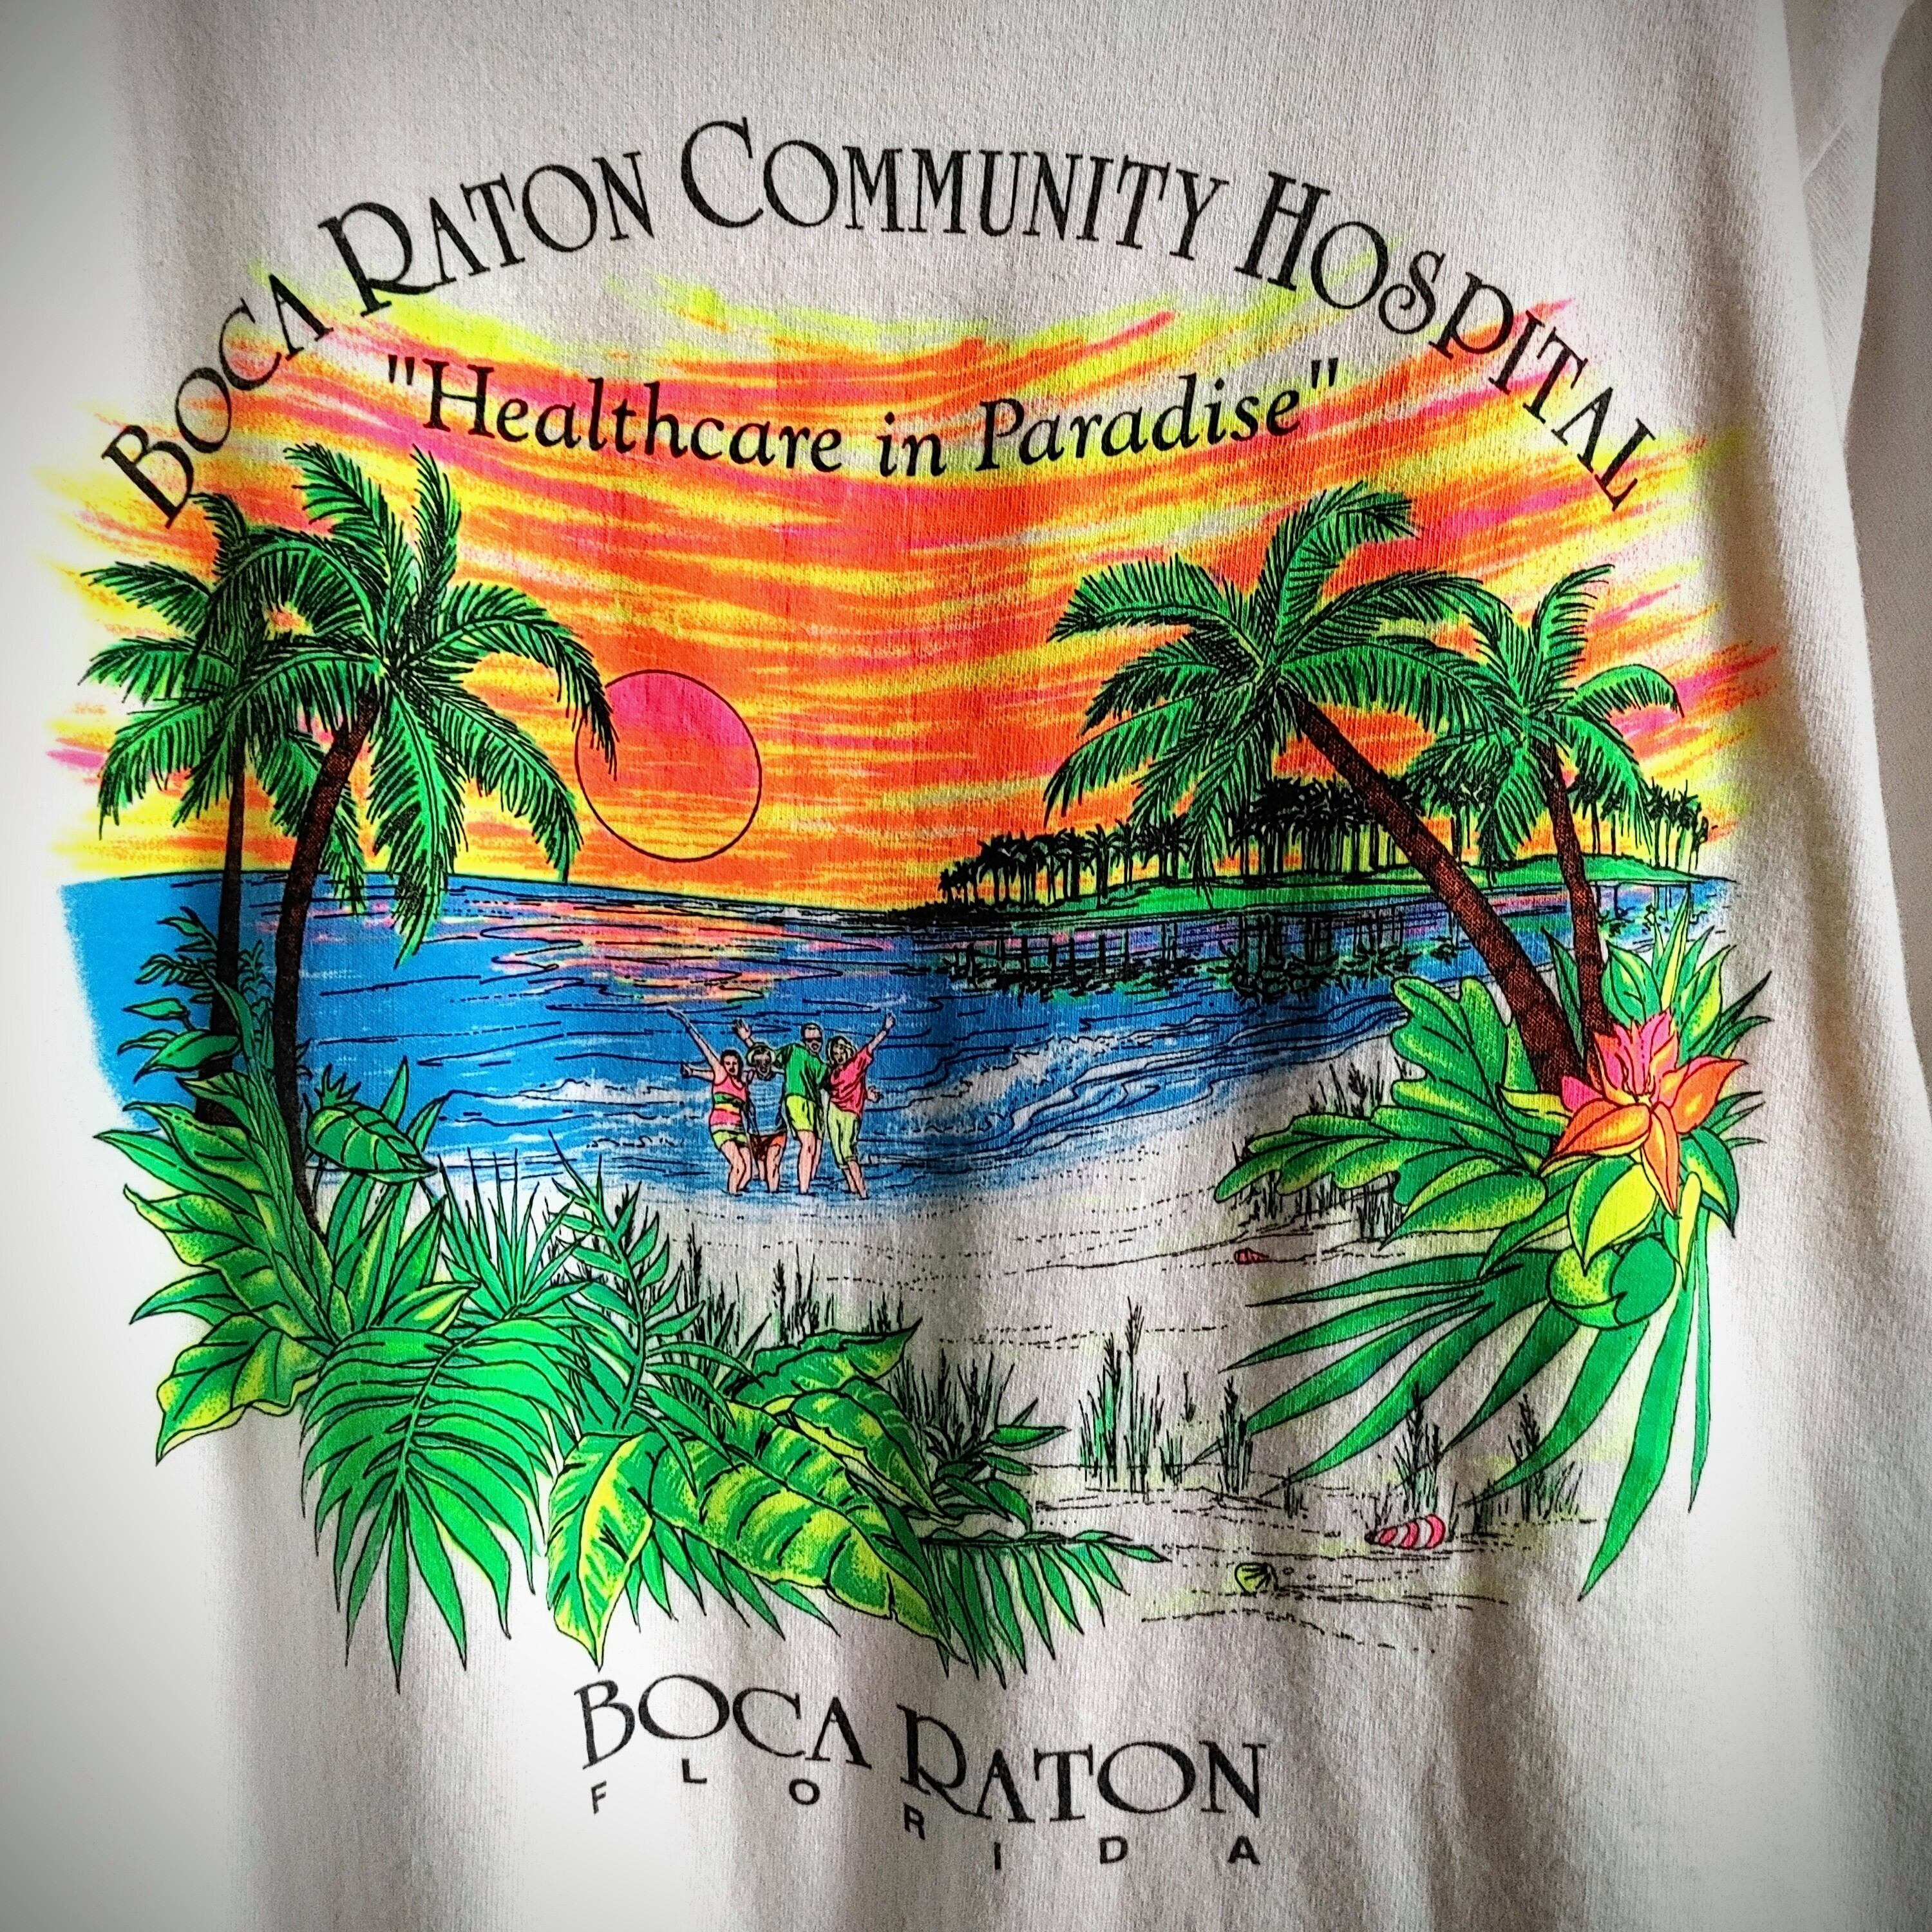 BOCA RATON COMMUNITY HOSPITAL
"Healthcare in Paradise"
BOCA RATON
FLORIDA